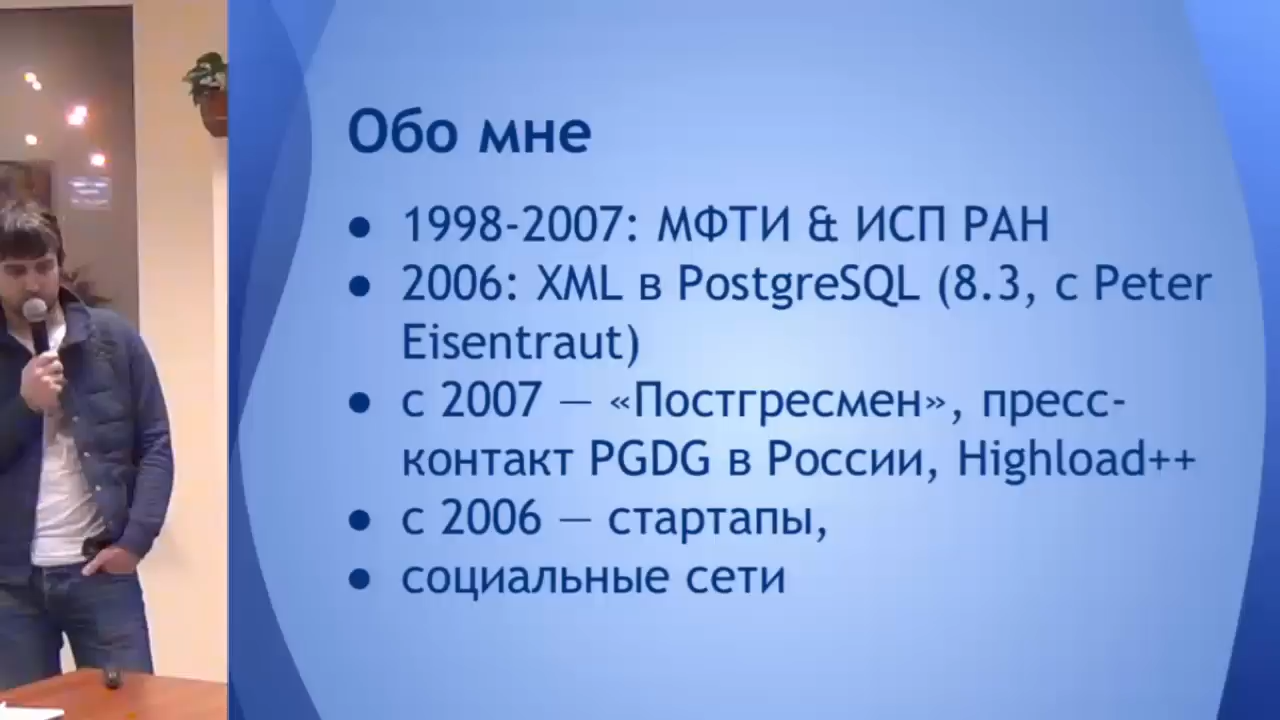 Обо мне
● 1998-2007: МФТИ & ИСП РАН
● 2006: XML в PostgreSQL (8.3, с Peter
Eisentraut)
● с 2007 — «Постгресмен», пресс-
контакт PGDG в России, Highload++
● с 2006 — стартапы,
● социальные сети